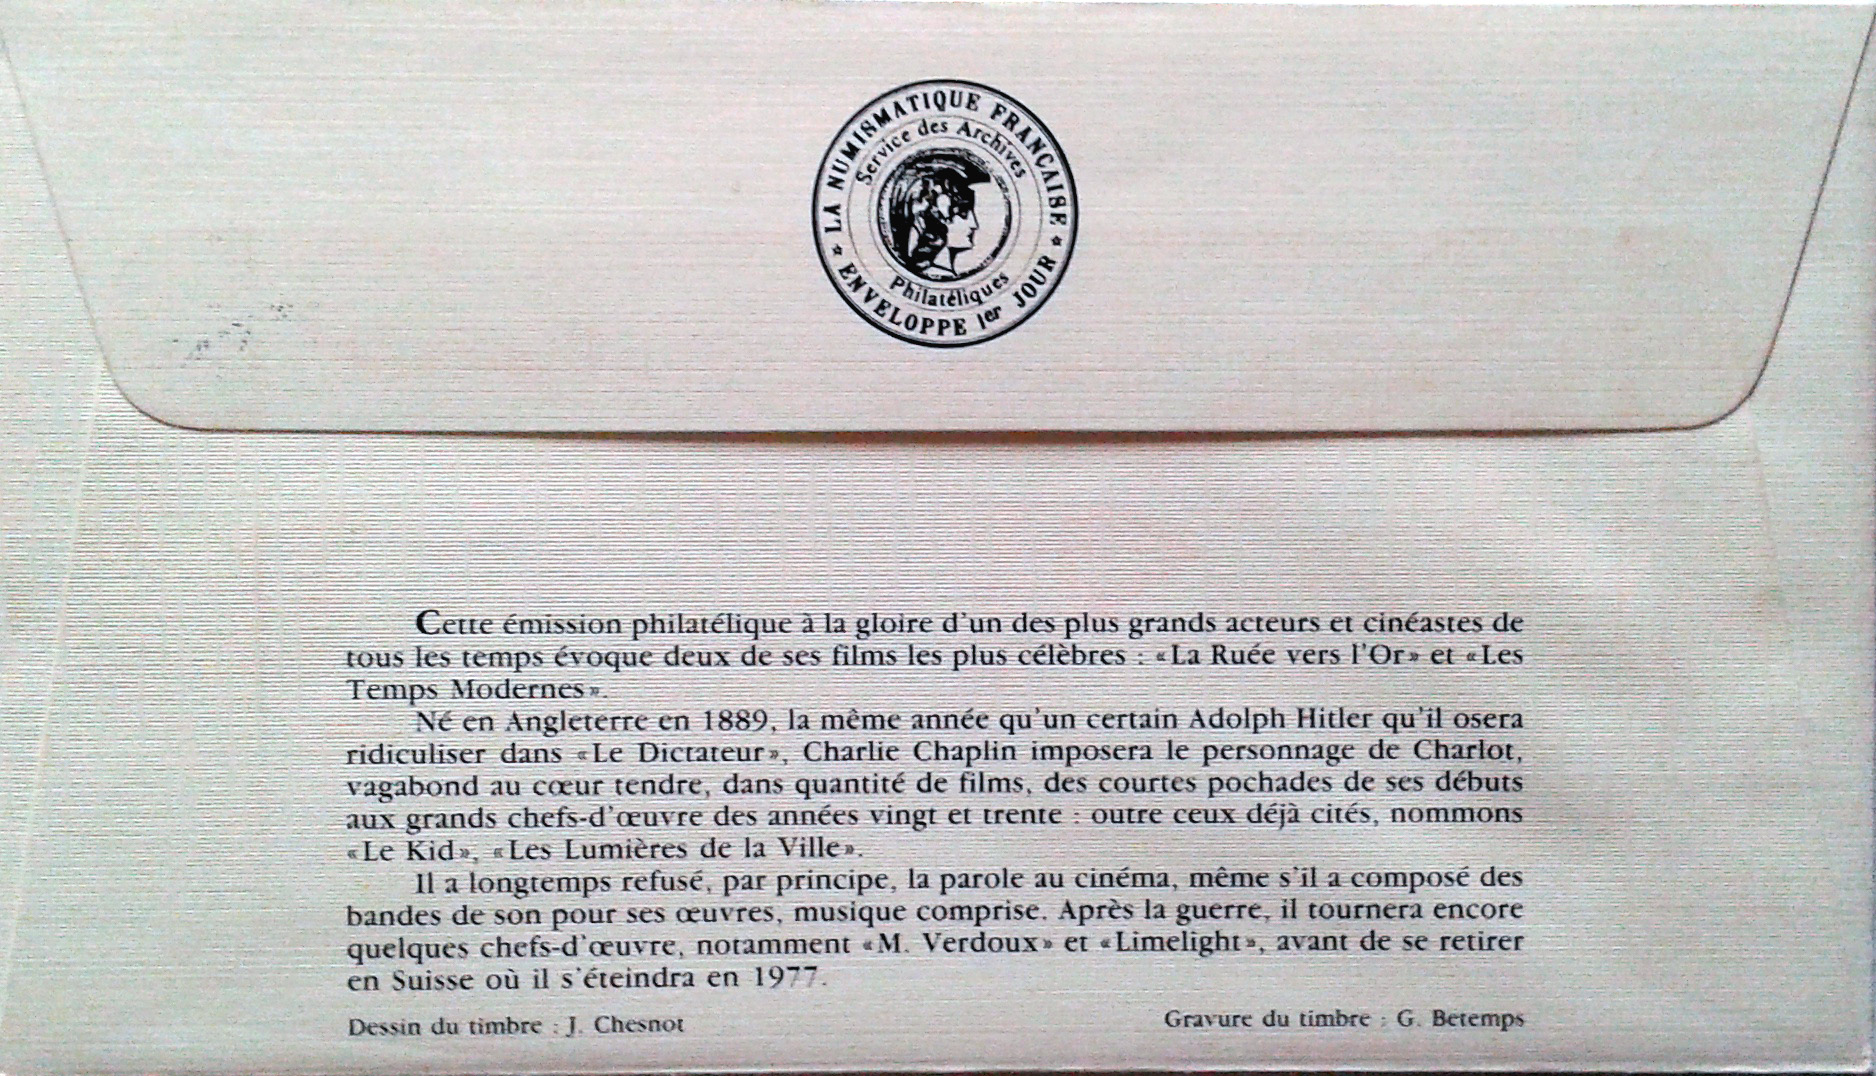 LA NUMISMATIQUE FRANÇAISE
Service des Archives
Philatéliques
* ENVELOPPE 1er JOUR *
Cette émission philatélique à la gloire d'un des plus grands acteurs et cinéastes de
tous les temps évoque deux de ses films les plus célèbres : «La Ruée vers l'Or» et «Les
Temps Modernes».
Né en Angleterre en 1889, la même année qu'un certain Adolph Hitler qu'il osera
ridiculiser dans «Le Dictateur», Charlie Chaplin imposera le personnage de Charlot,
vagabond au cœur tendre, dans quantité de films, des courtes pochades de ses débuts
aux grands chefs-d'œuvre des années vingt et trente : outre ceux déjà cités, nommons
«Le Kid», «Les Lumières de la Ville».
Il a longtemps refusé, par principe, la parole au cinéma, même s'il a composé des
bandes de son pour ses œuvres, musique comprise. Après la guerre, il tournera encore
quelques chefs-d'œuvre, notamment «M. Verdoux» et «Limelight», avant de se retirer
en Suisse où il s'éteindra en 1977.
Dessin du timbre : J. Chesnot
Gravure du timbre : G. Betemps